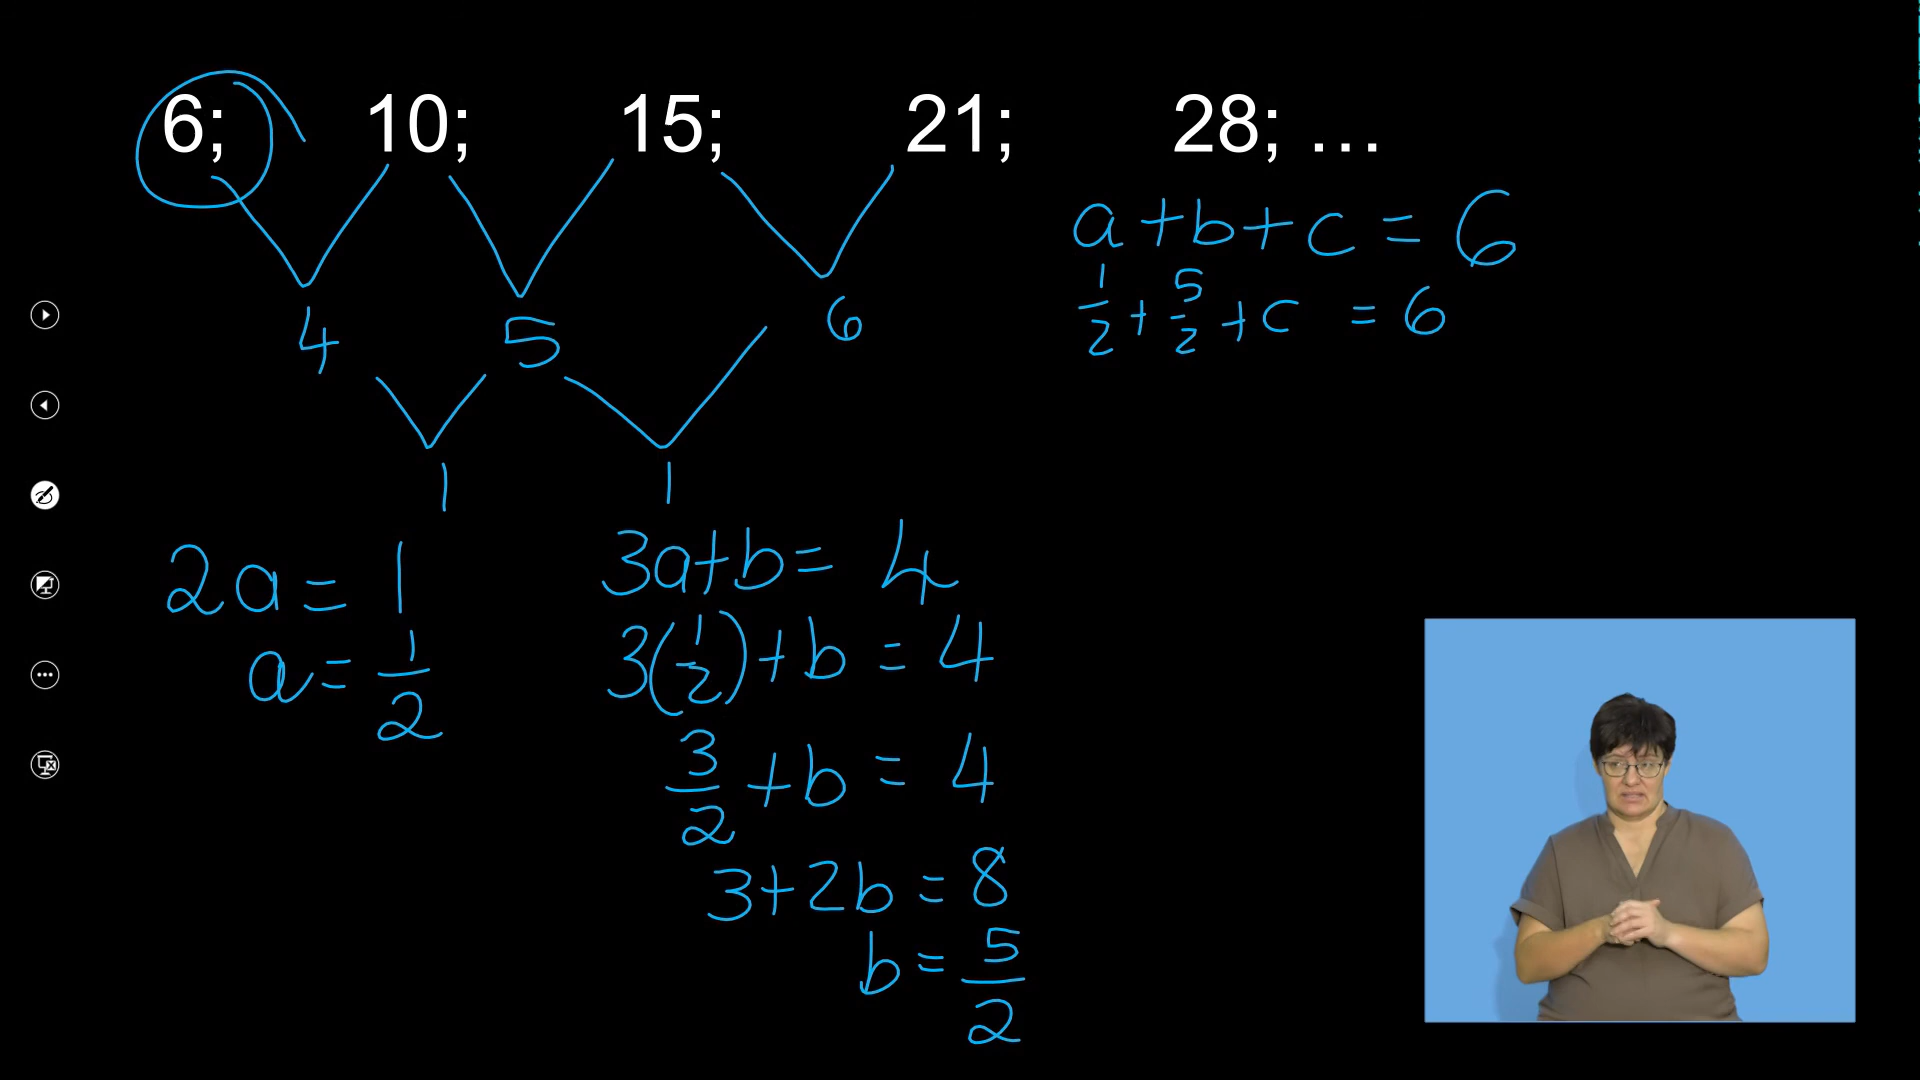 6; 10; 15; 21; 28; ...
4 5 6
1 1
a+b+c = 6
1/2 + 5/2 + c = 6
2a = 1
a = 1/2
3a+b = 4
3(1/2)+b = 4
3/2 +b = 4
3+2b = 8
b = 5/2